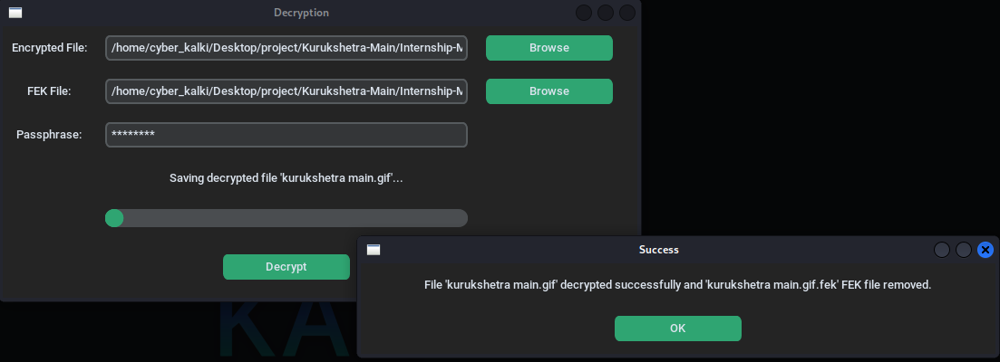 Decryption
Encrypted File: /home/cyber_kalki/Desktop/project/Kurukshetra-Main/Internship-M Browse
FEK File: /home/cyber_kalki/Desktop/project/Kurukshetra-Main/Internship-M Browse
Passphrase: ********
Saving decrypted file 'kurukshetra main.gif'...
Decrypt
Success
File 'kurukshetra main.gif' decrypted successfully and 'kurukshetra main.gif.fek' FEK file removed.
OK
KA